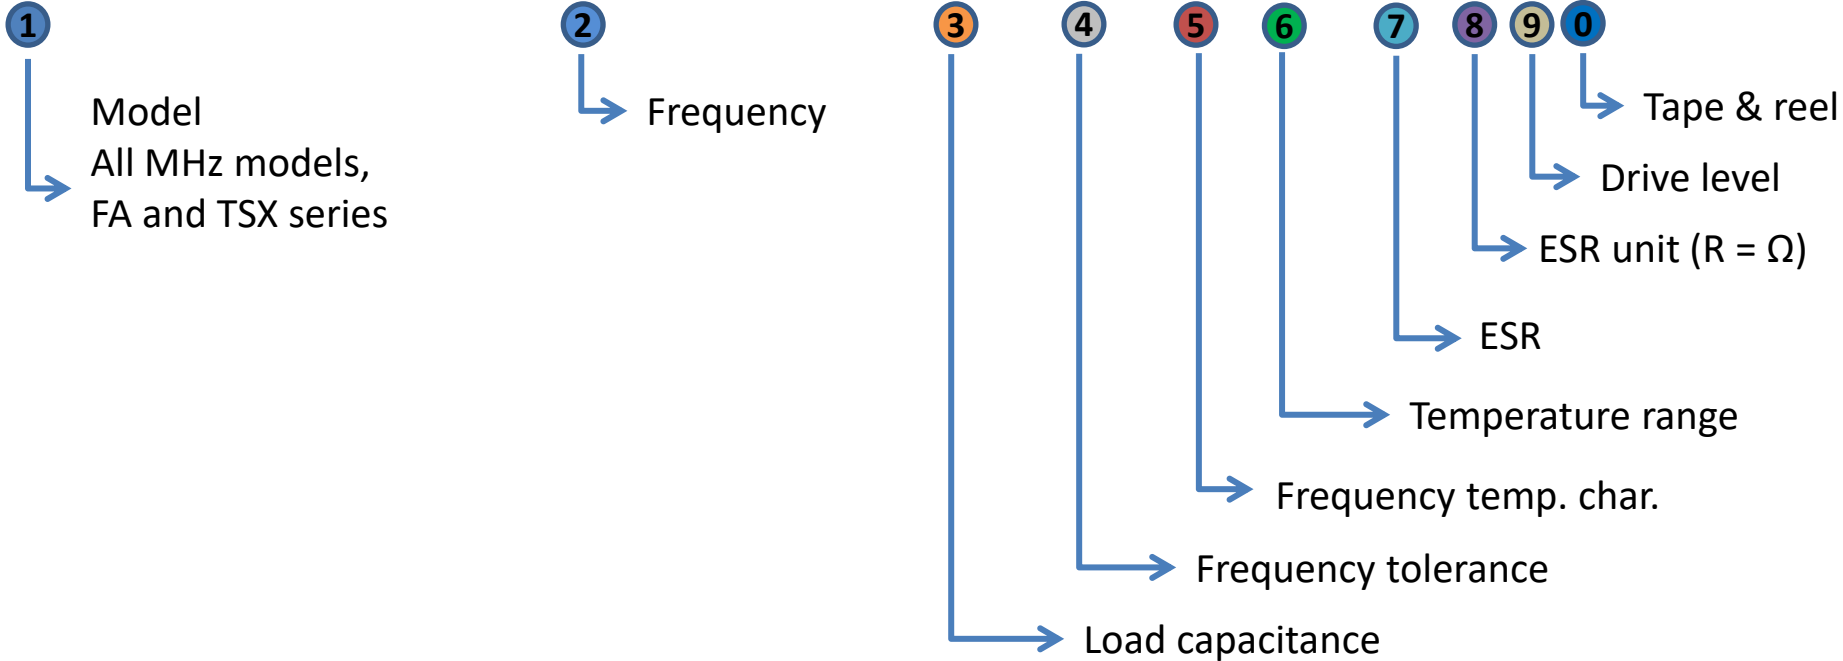 1 2 3 4 5 6 7 8 9 0
Model
All MHz models,
FA and TSX series
Frequency
Tape & reel
Drive level
ESR unit (R = Ω)
ESR
Temperature range
Frequency temp. char.
Frequency tolerance
Load capacitance